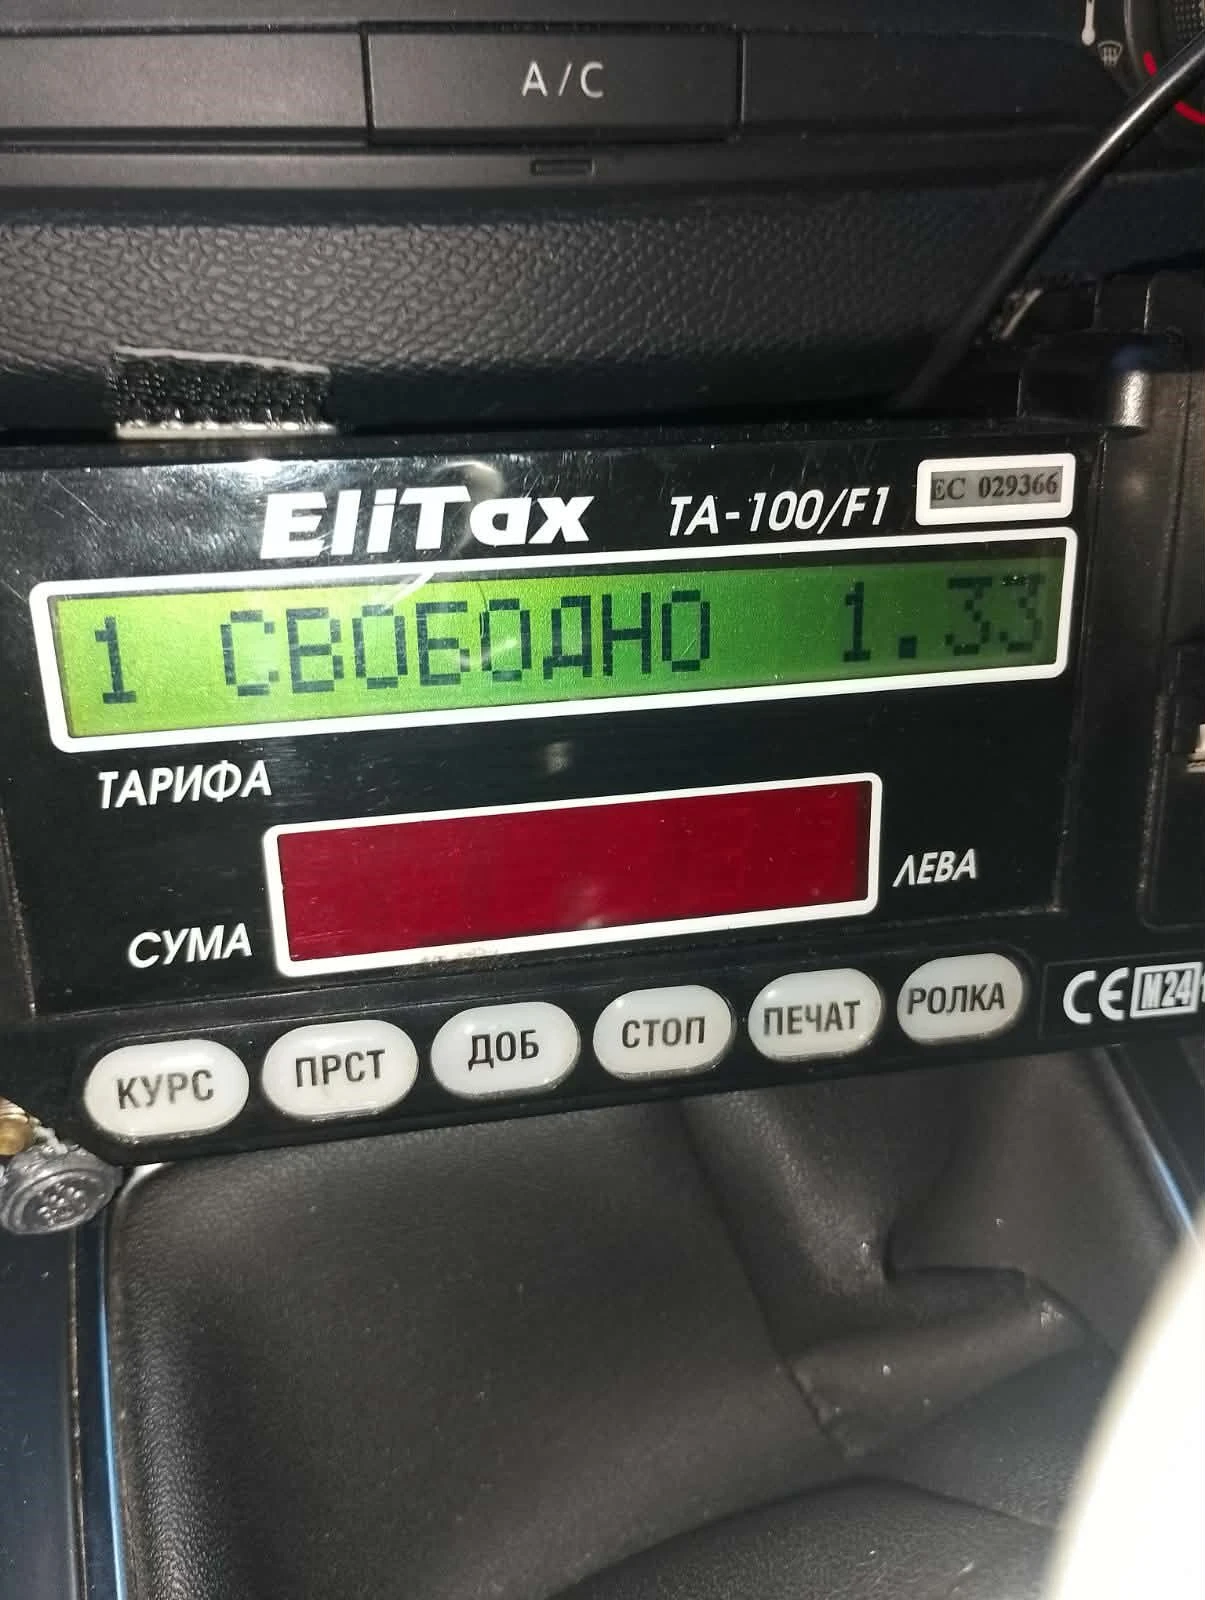 A/C
EliTax TA-100/F1 EC 029366
1 СВОБОДНО 1.33
ТАРИФА
ЛЕВА
СУМА
КУРС ПРСТ ДОБ СТОП ПЕЧАТ РОЛКА
CE M24